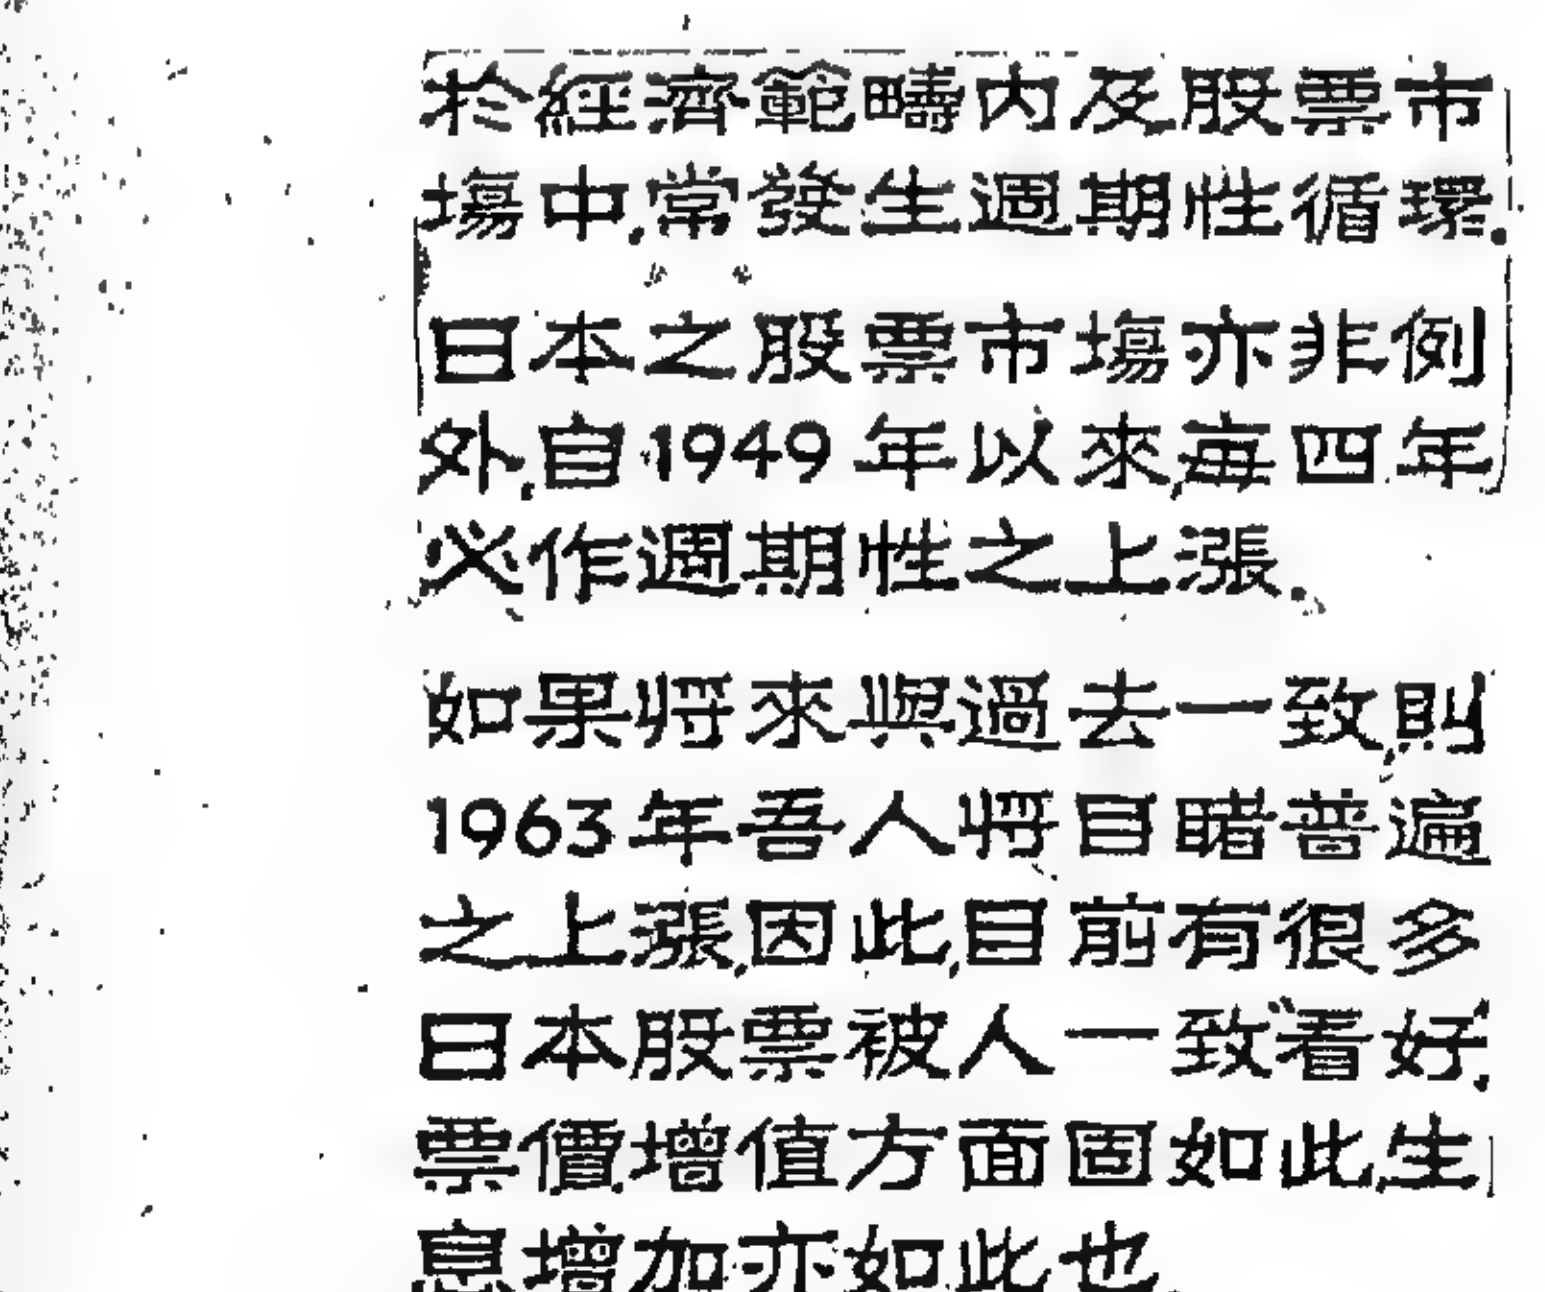 於經濟範疇內及股票市
場中,常發生週期性循環.
日本之股票市場亦非例
外,自1949年以來,每四年
必作週期性之上漲.
如果將來與過去一致,則
1963年吾人將目睹普遍
之上漲,因此,目前有很多
日本股票被人一致看好.
票價增值方面固如此,生
息增加亦如此也.